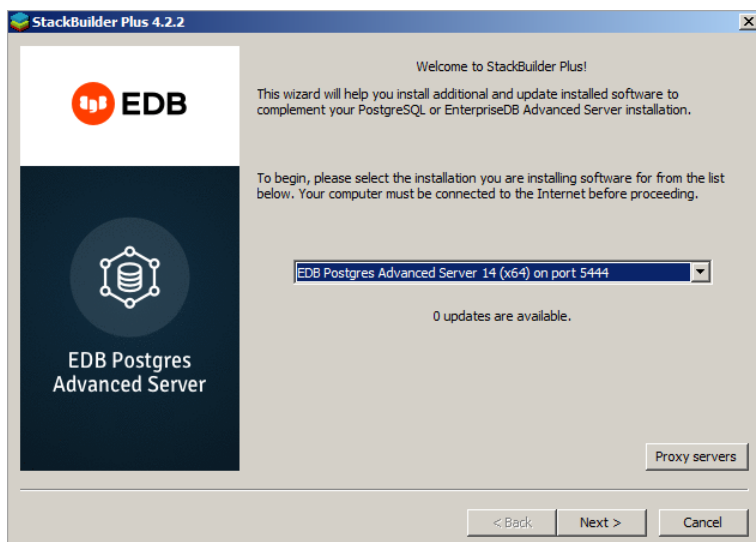 StackBuilder Plus 4.2.2
EDB
EDB Postgres
Advanced Server
Welcome to StackBuilder Plus!
This wizard will help you install additional and update installed software to
complement your PostgreSQL or EnterpriseDB Advanced Server installation.
To begin, please select the installation you are installing software for from the list
below. Your computer must be connected to the Internet before proceeding.
EDB Postgres Advanced Server 14 (x64) on port 5444
0 updates are available.
Proxy servers
< Back
Next >
Cancel